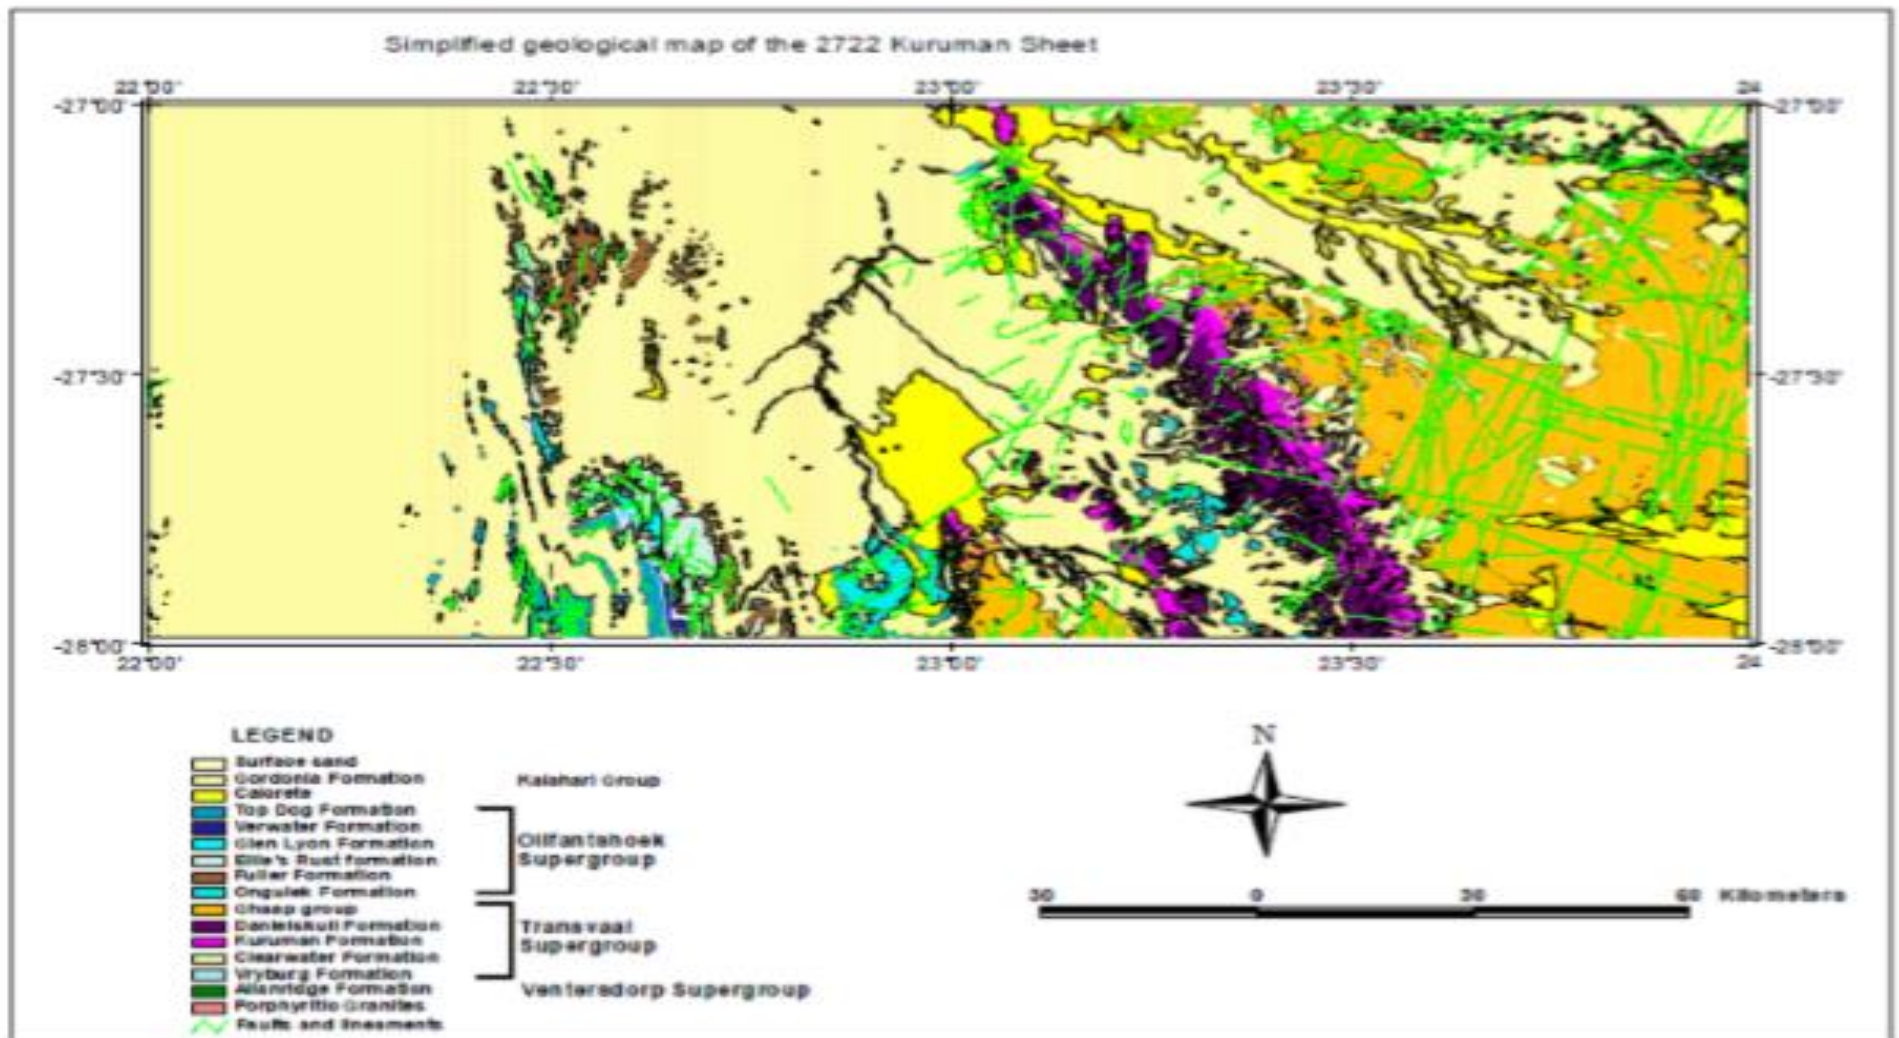 Simplified geological map of the 2722 Kuruman Sheet
22°00' 22°30' 23°00' 23°30' 24
-27°00' -27°00'
-27°30' -27°30'
-28°00' -28°00'
22°00' 22°30' 23°00' 23°30' 24
LEGEND
Surface sand
Gordonia Formation
Kalahari Group
Calcrete
Top Dog Formation
Verwater Formation
Glen Lyon Formation
Ellie's Rust formation
Fuller Formation
Ongulek Formation
Olifantshoek
Supergroup
Ghaap group
Danielskuil Formation
Kuruman Formation
Clearwater Formation
Vryburg Formation
Transvaal
Supergroup
Allanridge Formation
Ventersdorp Supergroup
Porphyritic Granites
Faults and lineaments
N
30 0 30 60 Kilometers